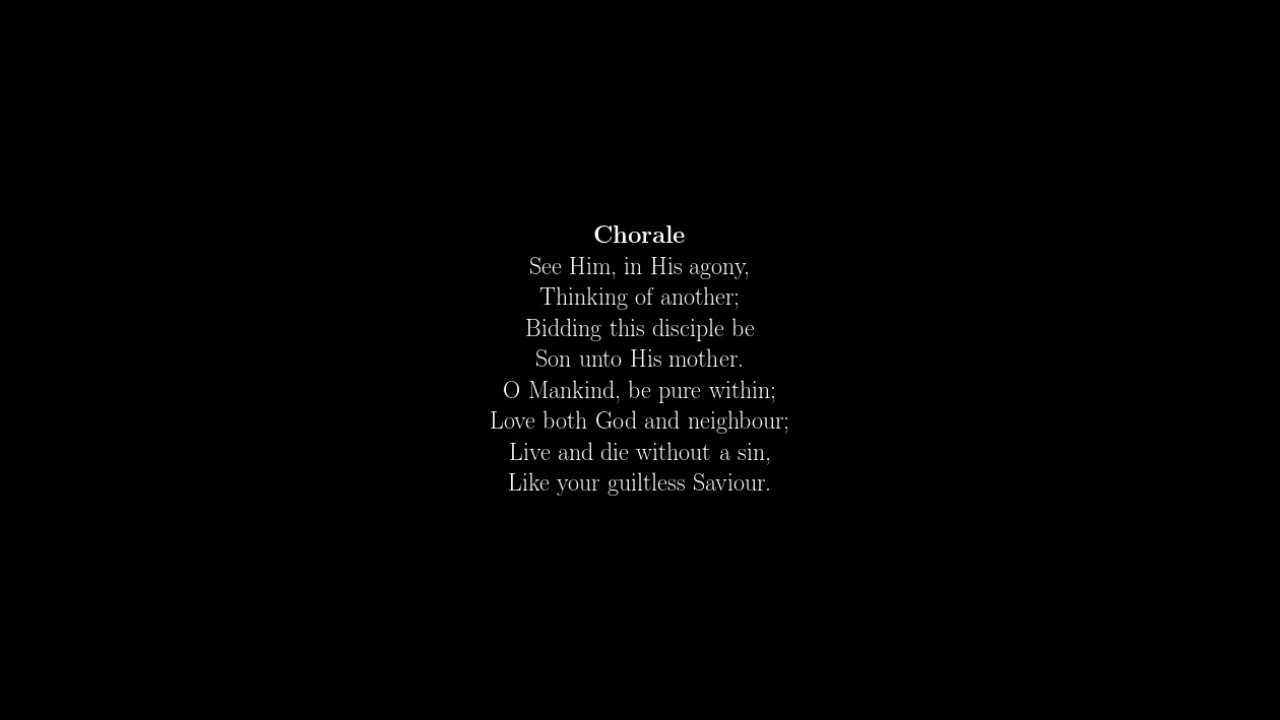 Chorale
See Him, in His agony,
Thinking of another;
Bidding this disciple be
Son unto His mother.
O Mankind, be pure within;
Love both God and neighbour;
Live and die without a sin,
Like your guiltless Saviour.